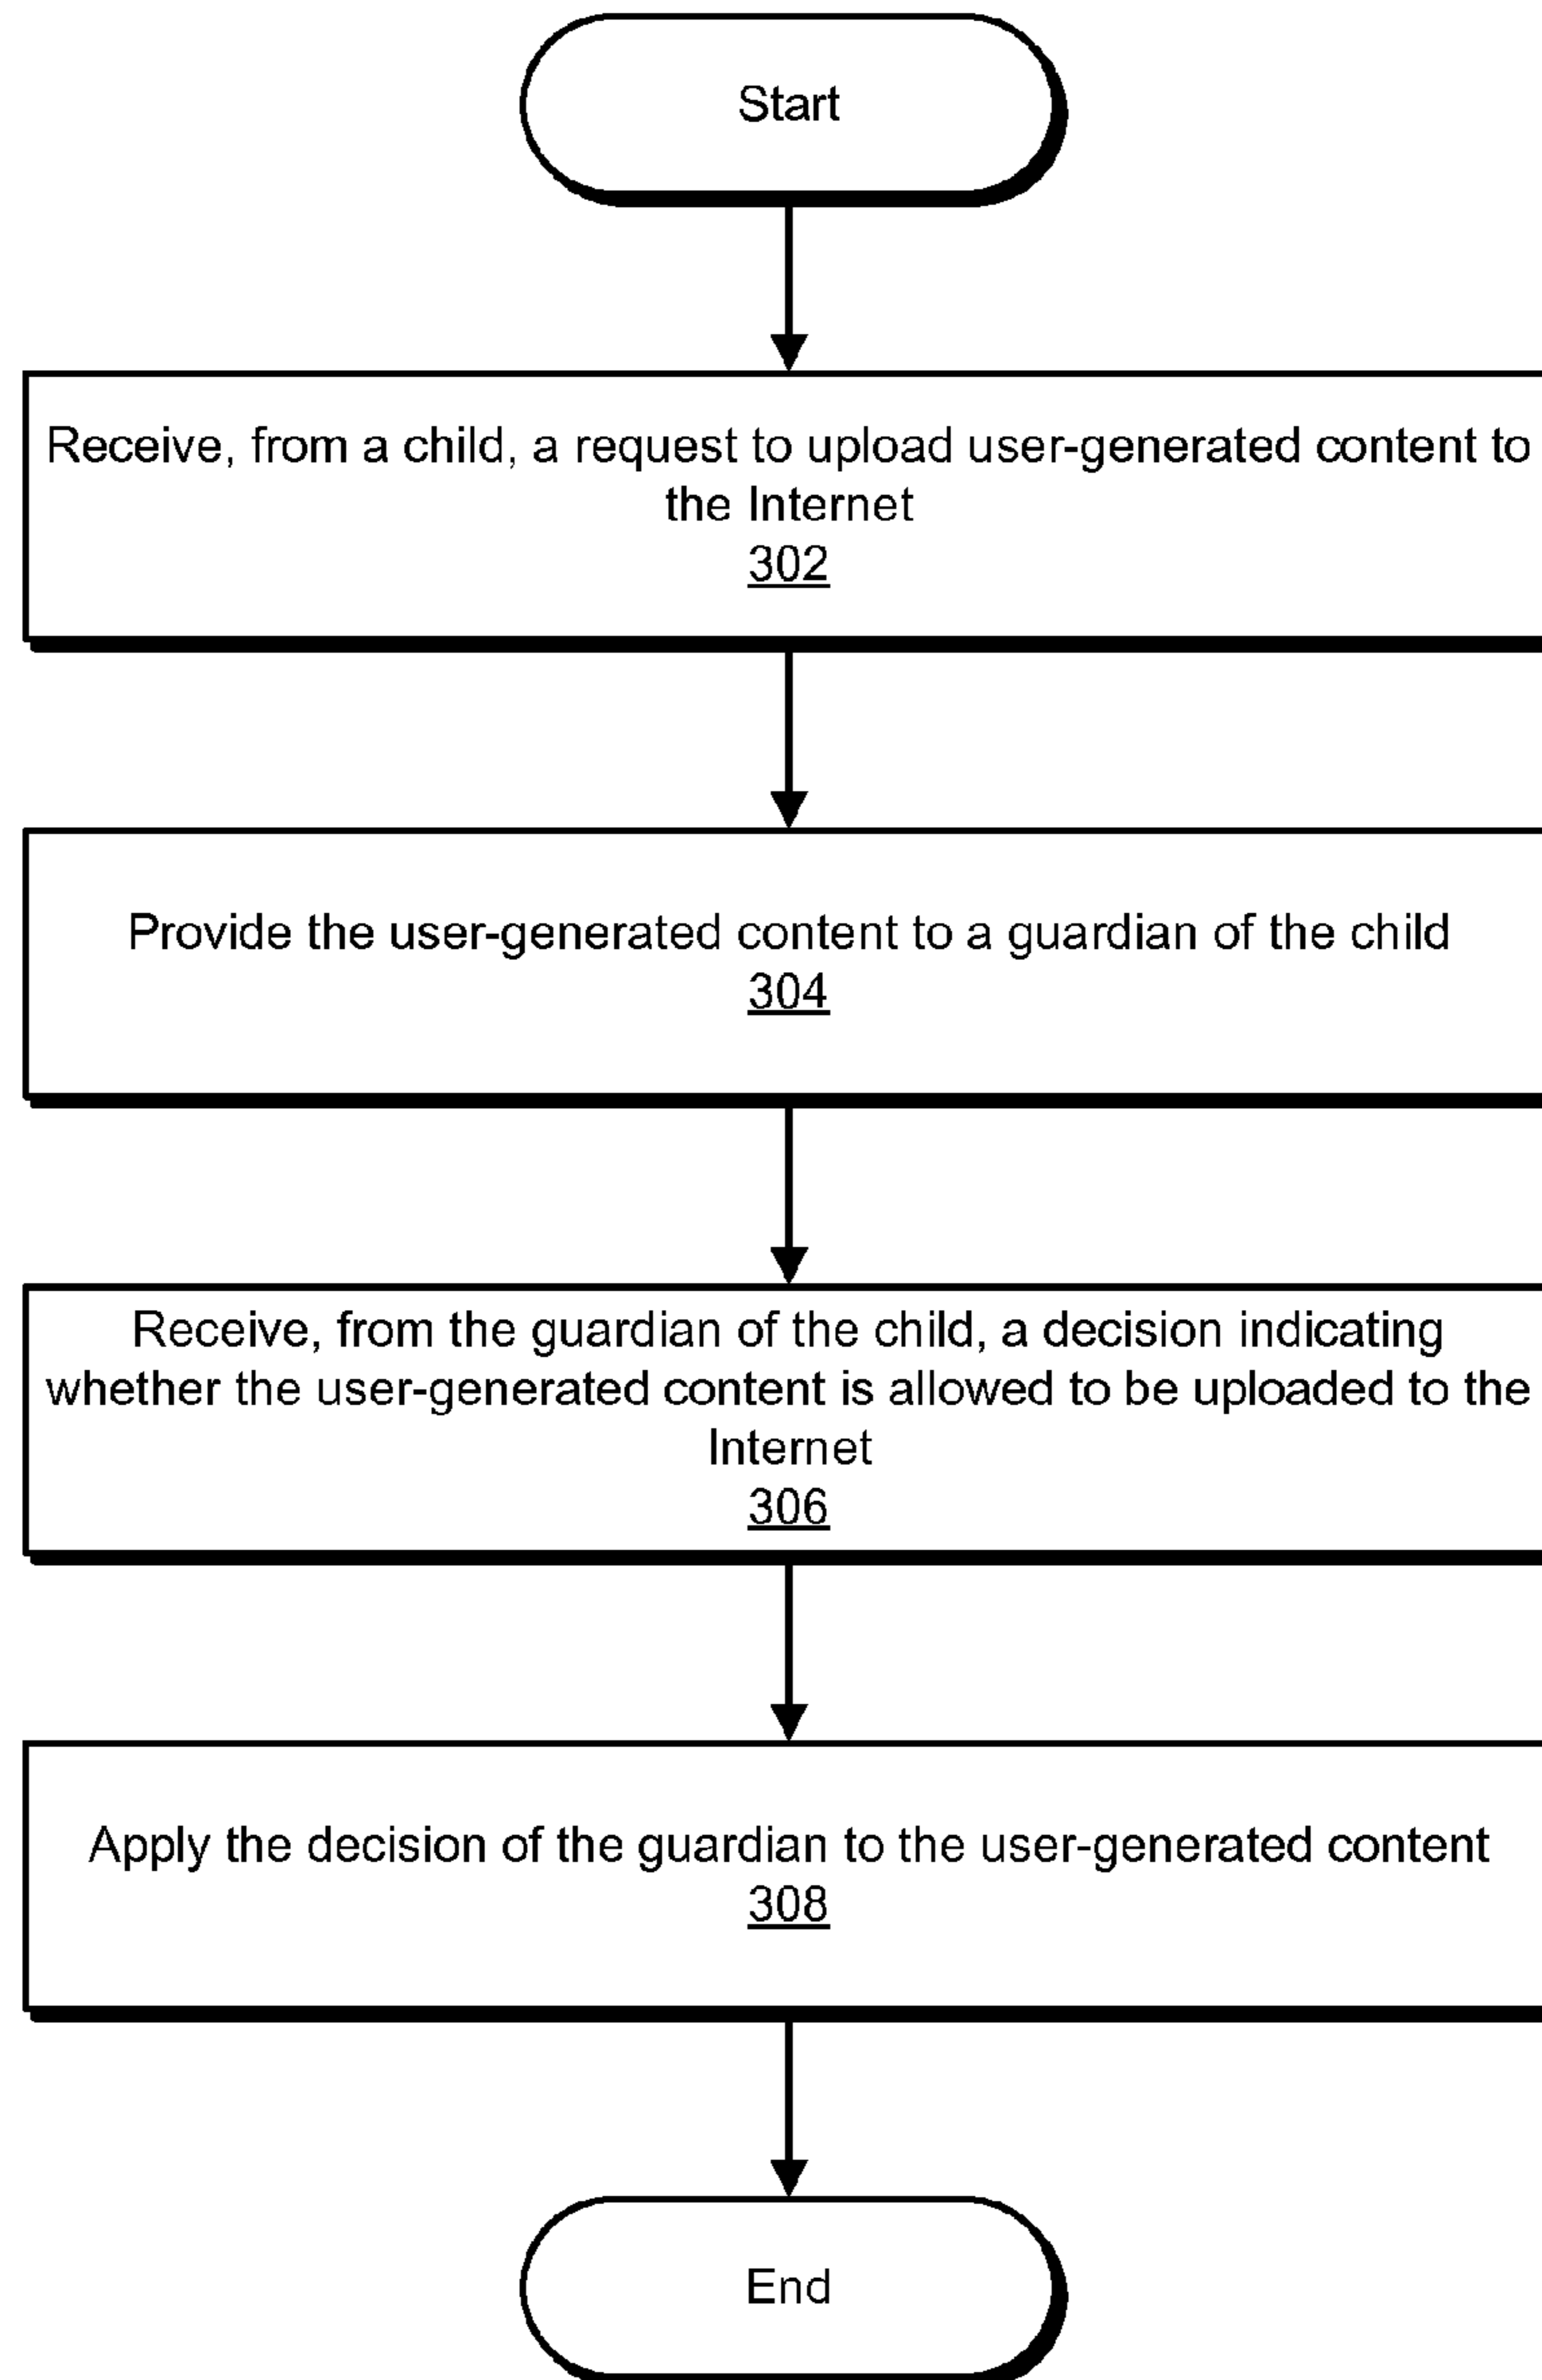 Start
Receive, from a child, a request to upload user-generated content to
the Internet
302
Provide the user-generated content to a guardian of the child
304
Receive, from the guardian of the child, a decision indicating
whether the user-generated content is allowed to be uploaded to the
Internet
306
Apply the decision of the guardian to the user-generated content
308
End